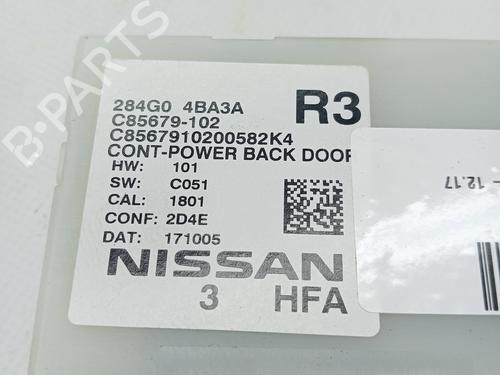 284G0 4BA3A R3
C85679-102
C8567910200582K4
CONT-POWER BACK DOOR
HW: 101
SW: C051
CAL: 1801
CONF: 2D4E
DAT: 171005
NISSAN
3 HFA
- 12.17
B-PARTS